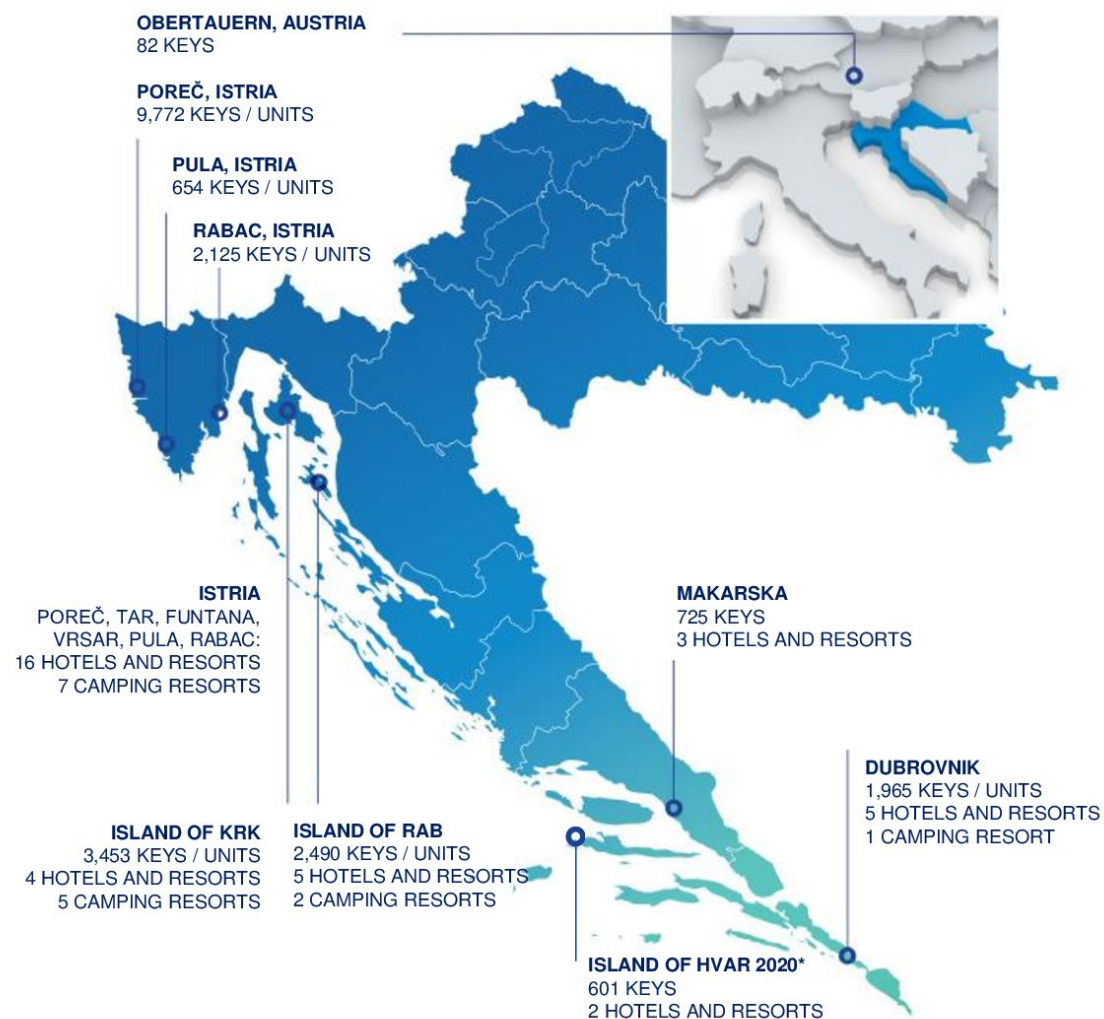 OBERTAUERN, AUSTRIA
82 KEYS
POREČ, ISTRIA
9,772 KEYS / UNITS
PULA, ISTRIA
654 KEYS / UNITS
RABAC, ISTRIA
2,125 KEYS / UNITS
ISTRIA
POREČ, TAR, FUNTANA,
VRSAR, PULA, RABAC:
16 HOTELS AND RESORTS
7 CAMPING RESORTS
MAKARSKA
725 KEYS
3 HOTELS AND RESORTS
DUBROVNIK
1,965 KEYS / UNITS
5 HOTELS AND RESORTS
1 CAMPING RESORT
ISLAND OF KRK
3,453 KEYS / UNITS
4 HOTELS AND RESORTS
5 CAMPING RESORTS
ISLAND OF RAB
2,490 KEYS / UNITS
5 HOTELS AND RESORTS
2 CAMPING RESORTS
ISLAND OF HVAR 2020*
601 KEYS
2 HOTELS AND RESORTS